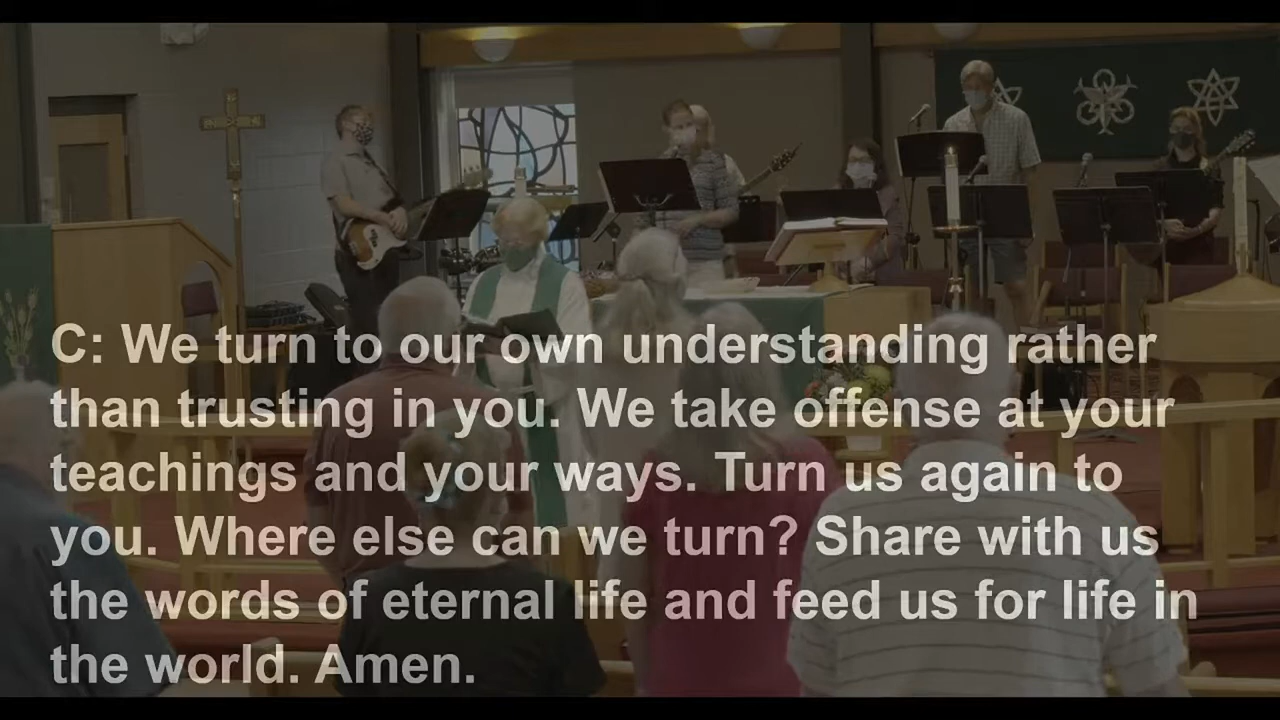 C: We turn to our own understanding rather
than trusting in you. We take offense at your
teachings and your ways. Turn us again to
you. Where else can we turn? Share with us
the words of eternal life and feed us for life in
the world. Amen.